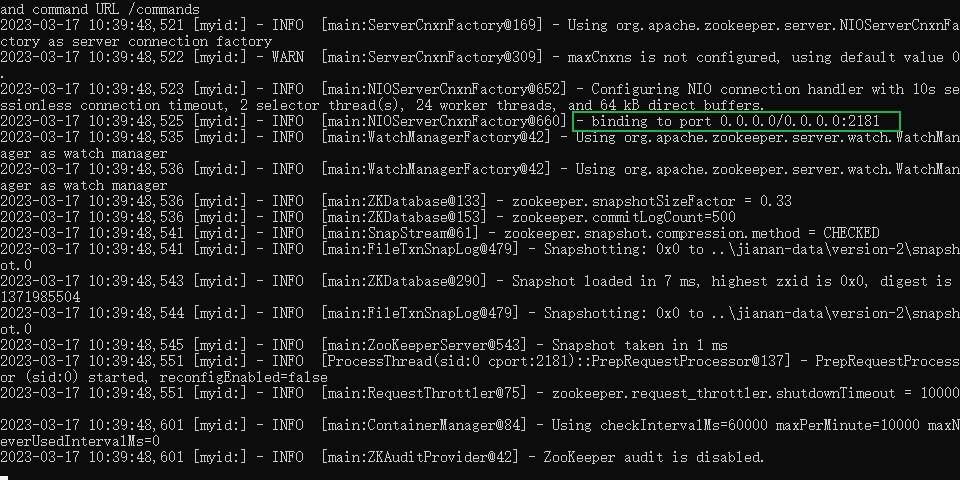 and command URL /commands
2023-03-17 10:39:48,521 [myid:] - INFO  [main:ServerCnxnFactory@169] - Using org.apache.zookeeper.server.NIOServerCnxnFa
ctory as server connection factory
2023-03-17 10:39:48,522 [myid:] - WARN  [main:ServerCnxnFactory@309] - maxCnxns is not configured, using default value 0
.
2023-03-17 10:39:48,523 [myid:] - INFO  [main:NIOServerCnxnFactory@652] - Configuring NIO connection handler with 10s se
ssionless connection timeout, 2 selector thread(s), 24 worker threads, and 64 kB direct buffers.
2023-03-17 10:39:48,525 [myid:] - INFO  [main:NIOServerCnxnFactory@660] - binding to port 0.0.0.0/0.0.0.0:2181
2023-03-17 10:39:48,535 [myid:] - INFO  [main:WatchManagerFactory@42] - Using org.apache.zookeeper.server.watch.WatchMan
ager as watch manager
2023-03-17 10:39:48,536 [myid:] - INFO  [main:WatchManagerFactory@42] - Using org.apache.zookeeper.server.watch.WatchMan
ager as watch manager
2023-03-17 10:39:48,536 [myid:] - INFO  [main:ZKDatabase@133] - zookeeper.snapshotSizeFactor = 0.33
2023-03-17 10:39:48,536 [myid:] - INFO  [main:ZKDatabase@153] - zookeeper.commitLogCount=500
2023-03-17 10:39:48,541 [myid:] - INFO  [main:SnapStream@61] - zookeeper.snapshot.compression.method = CHECKED
2023-03-17 10:39:48,541 [myid:] - INFO  [main:FileTxnSnapLog@479] - Snapshotting: 0x0 to ..\jianan-data\version-2\snapsh
ot.0
2023-03-17 10:39:48,543 [myid:] - INFO  [main:ZKDatabase@290] - Snapshot loaded in 7 ms, highest zxid is 0x0, digest is
1371985504
2023-03-17 10:39:48,544 [myid:] - INFO  [main:FileTxnSnapLog@479] - Snapshotting: 0x0 to ..\jianan-data\version-2\snapsh
ot.0
2023-03-17 10:39:48,545 [myid:] - INFO  [main:ZooKeeperServer@543] - Snapshot taken in 1 ms
2023-03-17 10:39:48,551 [myid:] - INFO  [ProcessThread(sid:0 cport:2181)::PrepRequestProcessor@137] - PrepRequestProcess
or (sid:0) started, reconfigEnabled=false
2023-03-17 10:39:48,551 [myid:] - INFO  [main:RequestThrottler@75] - zookeeper.request_throttler.shutdownTimeout = 10000
2023-03-17 10:39:48,601 [myid:] - INFO  [main:ContainerManager@84] - Using checkIntervalMs=60000 maxPerMinute=10000 maxN
everUsedIntervalMs=0
2023-03-17 10:39:48,601 [myid:] - INFO  [main:ZKAuditProvider@42] - ZooKeeper audit is disabled.